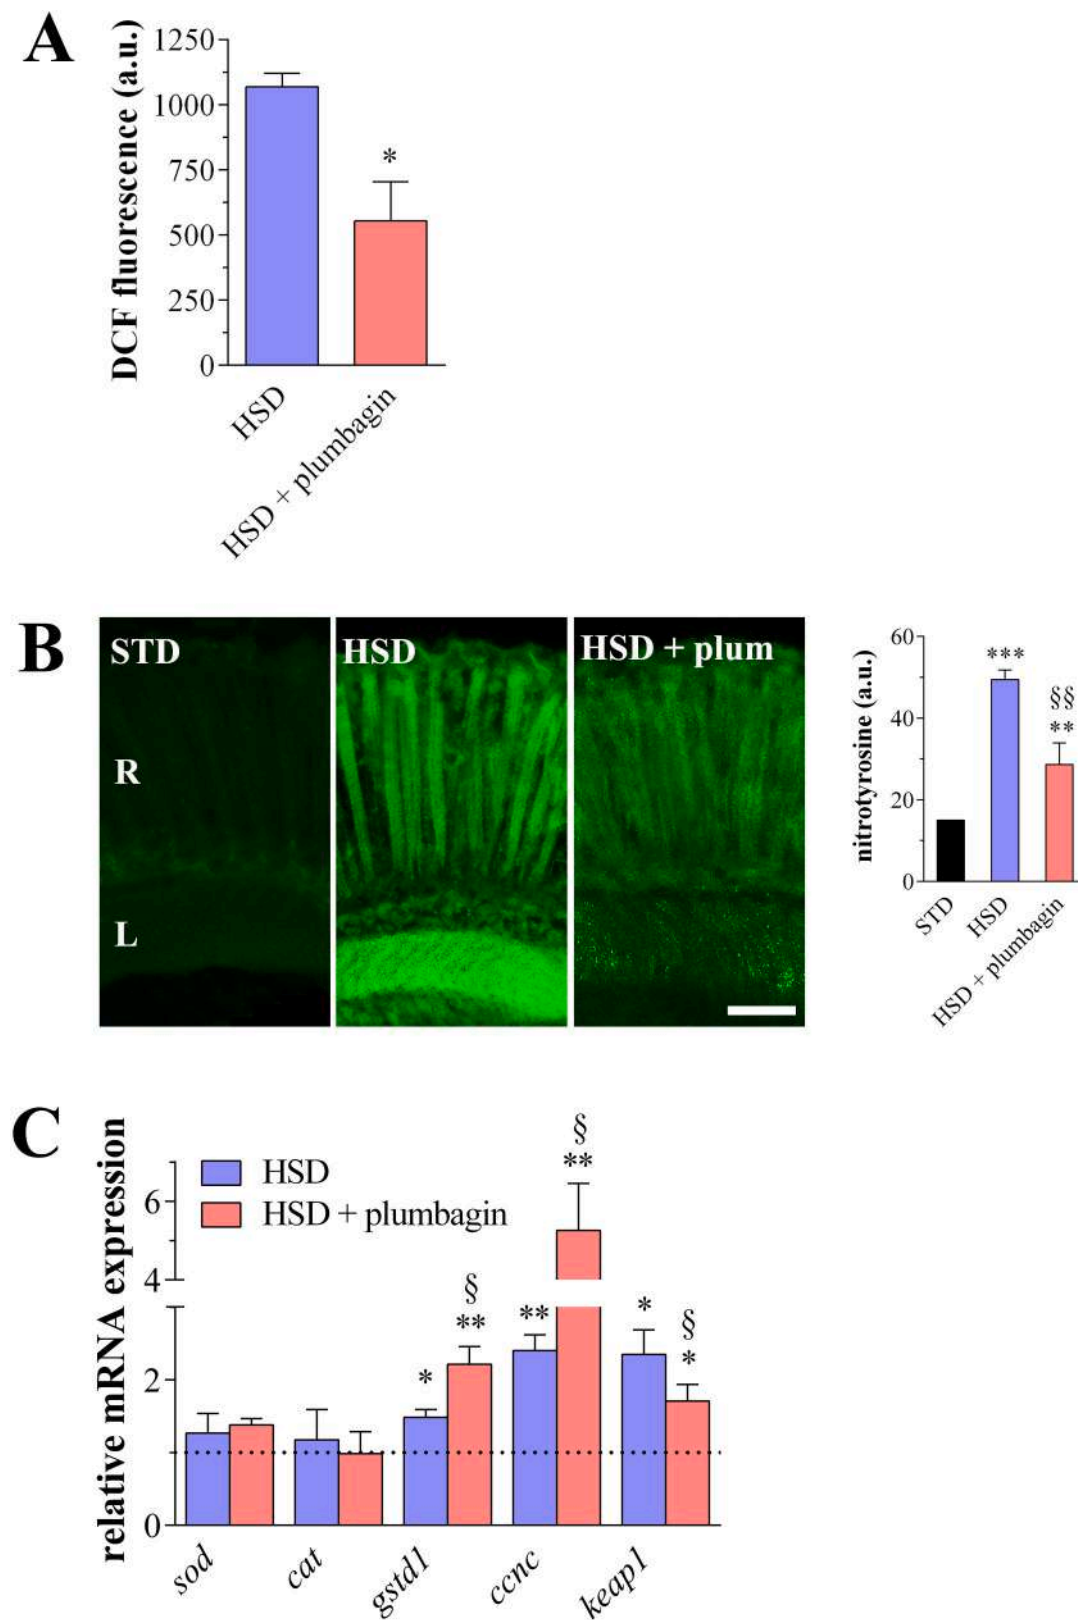 A
DCF fluorescence (a.u.)
1250
1000
750
500
250
0
*
HSD
HSD + plumbagin
B
STD
R
L
HSD
HSD + plum
nitrotyrosine (a.u.)
60
40
20
0
***
§§
**
STD
HSD
HSD + plumbagin
C
relative mRNA expression
6
4
2
0
HSD
HSD + plumbagin
*
§
**
**
§
**
*
§
*
sod
cat
gstd1
ccnc
keap1